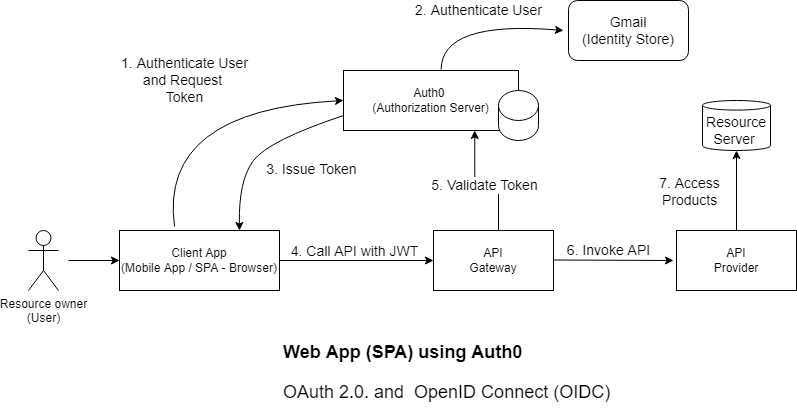 2. Authenticate User
Gmail
(Identity Store)
1. Authenticate User
and Request
Token
Auth0
(Authorization Server)
3. Issue Token
5. Validate Token
Resource
Server
7. Access
Products
Client App
(Mobile App / SPA - Browser)
4. Call API with JWT
API
Gateway
6. Invoke API
API
Provider
Resource owner
(User)
Web App (SPA) using Auth0
OAuth 2.0. and  OpenID Connect (OIDC)